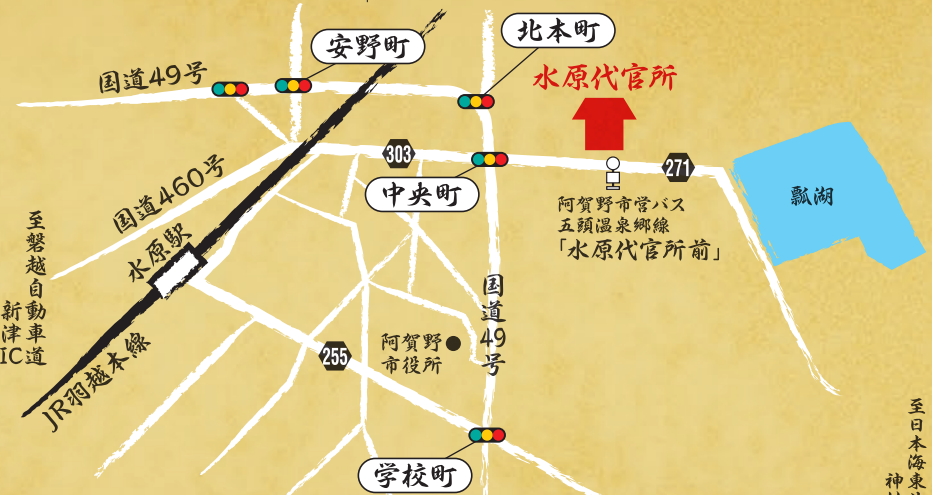 安野町
北本町
国道49号
水原代官所
303
271
中央町
国道460号
瓢湖
阿賀野市営バス
五頭温泉郷線
「水原代官所前」
水原駅
至磐越自動車道
新津IC
国道49号
阿賀野
市役所
255
JR羽越本線
学校町
至日本海東
神